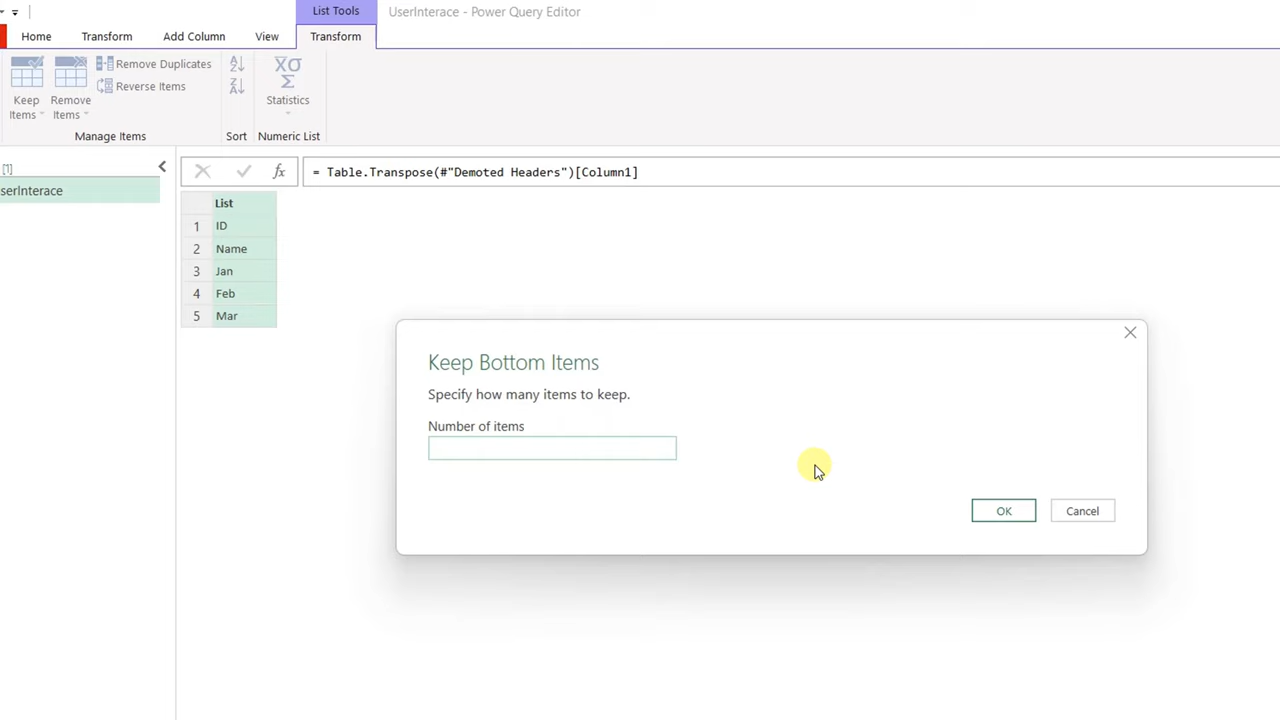 List Tools
UserInterace - Power Query Editor
Home
Transform
Add Column
View
Transform
Keep Items
Remove Items
Remove Duplicates
Reverse Items
Statistics
Manage Items
Sort
Numeric List
[1]
serInterace
fx
= Table.Transpose(#"Demoted Headers")[Column1]
List
1 ID
2 Name
3 Jan
4 Feb
5 Mar
Keep Bottom Items
Specify how many items to keep.
Number of items
OK
Cancel